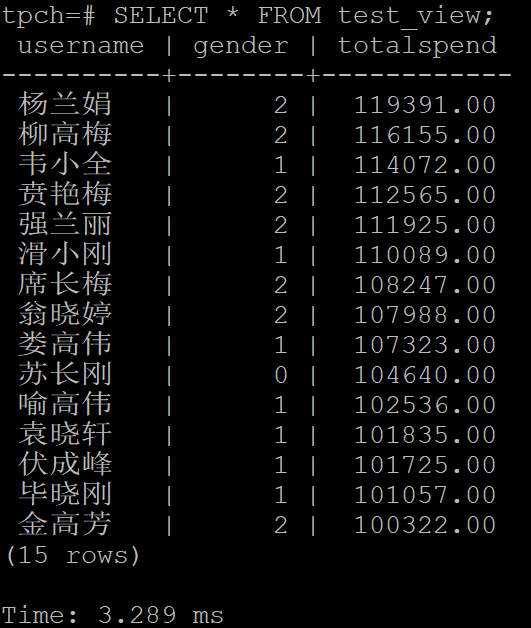 tpch=# SELECT * FROM test_view;
 username | gender | totalspend
----------+--------+------------
 杨兰娟   |      2 |  119391.00
 柳高梅   |      2 |  116155.00
 韦小全   |      1 |  114072.00
 贲艳梅   |      2 |  112565.00
 强兰丽   |      2 |  111925.00
 滑小刚   |      1 |  110089.00
 席长梅   |      2 |  108247.00
 翁晓婷   |      2 |  107988.00
 娄高伟   |      1 |  107323.00
 苏长刚   |      0 |  104640.00
 喻高伟   |      1 |  102536.00
 袁晓轩   |      1 |  101835.00
 伏成峰   |      1 |  101725.00
 毕晓刚   |      1 |  101057.00
 金高芳   |      2 |  100322.00
(15 rows)
Time: 3.289 ms